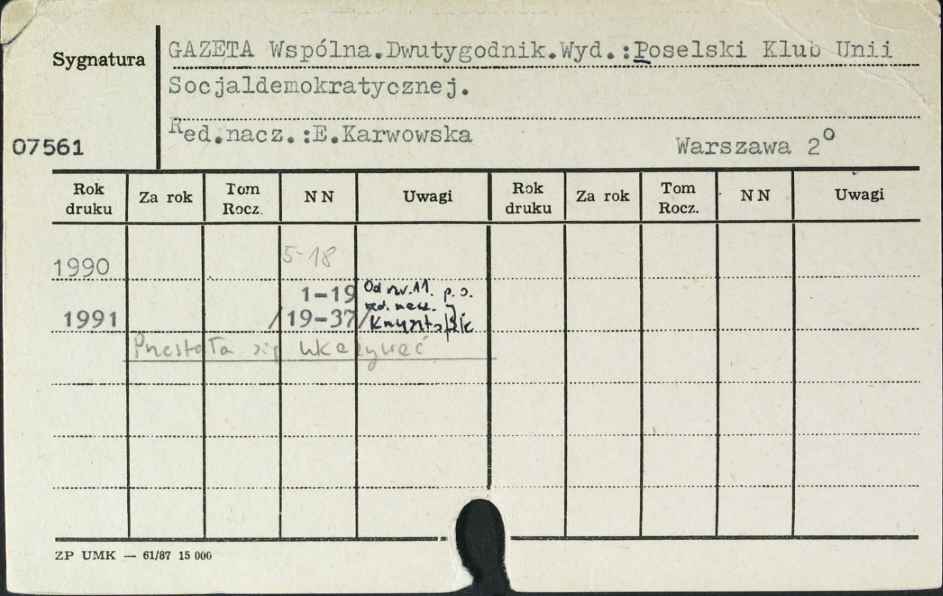 Sygnatura
GAZETA Wspólna.Dwutygodnik.Wyd.:Poselski Klub Unii
Socjaldemokratycznej.
Red.nacz.:E.Karwowska
07561
Warszawa 2°
Rok druku Za rok Tom Rocz. NN Uwagi Rok druku Za rok Tom Rocz. NN Uwagi
1990 5-18
1-19 Od nr.11. p.o.
red. nacz.
1991 /19-37/
Przestała się ukazywać
ZP UMK — 61/87 15 000